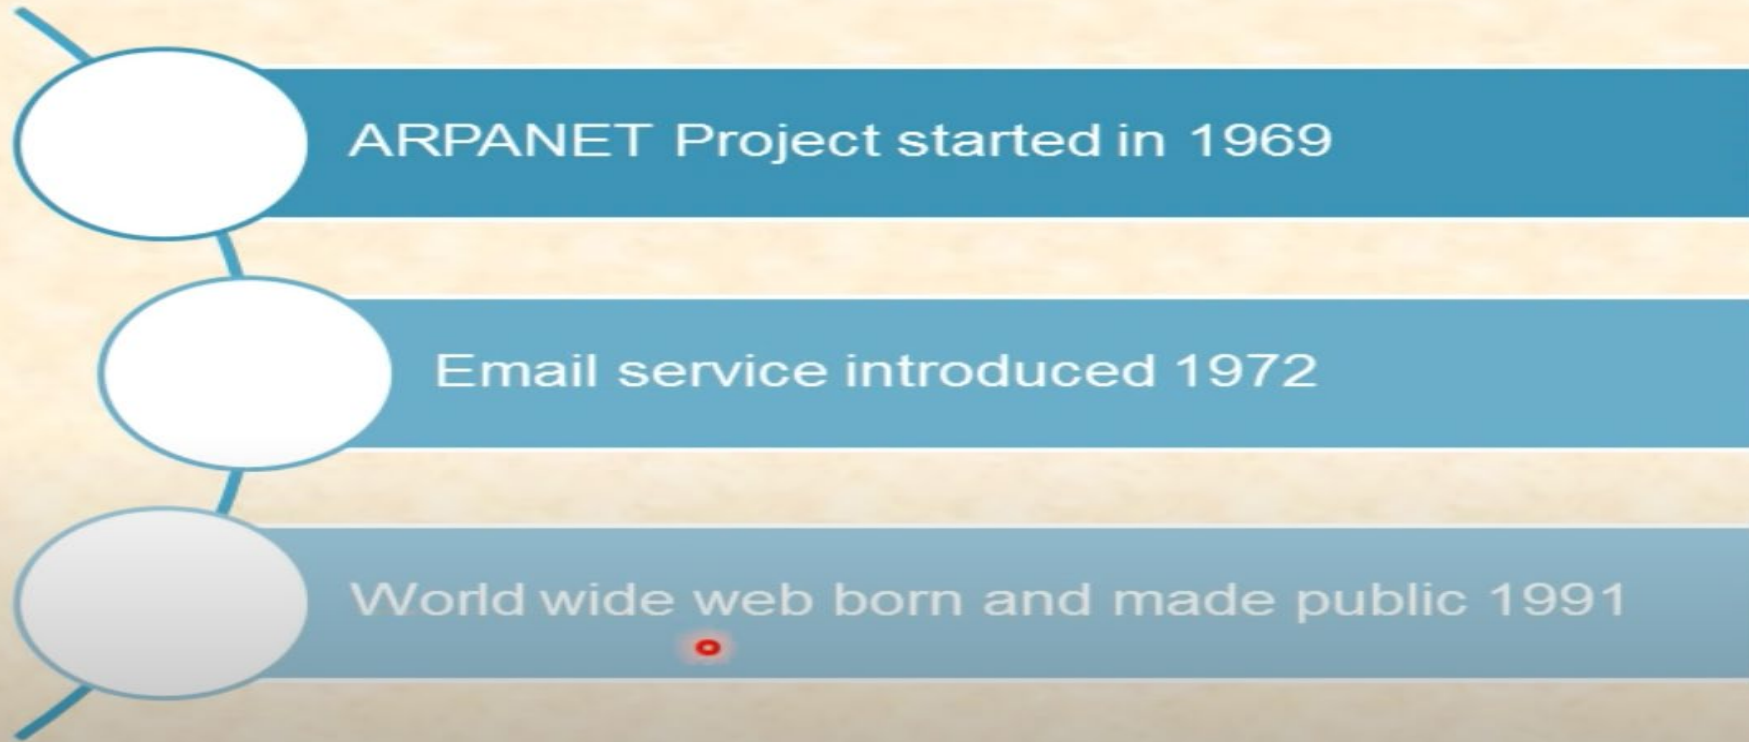 ARPANET Project started in 1969
Email service introduced 1972
World wide web born and made public 1991